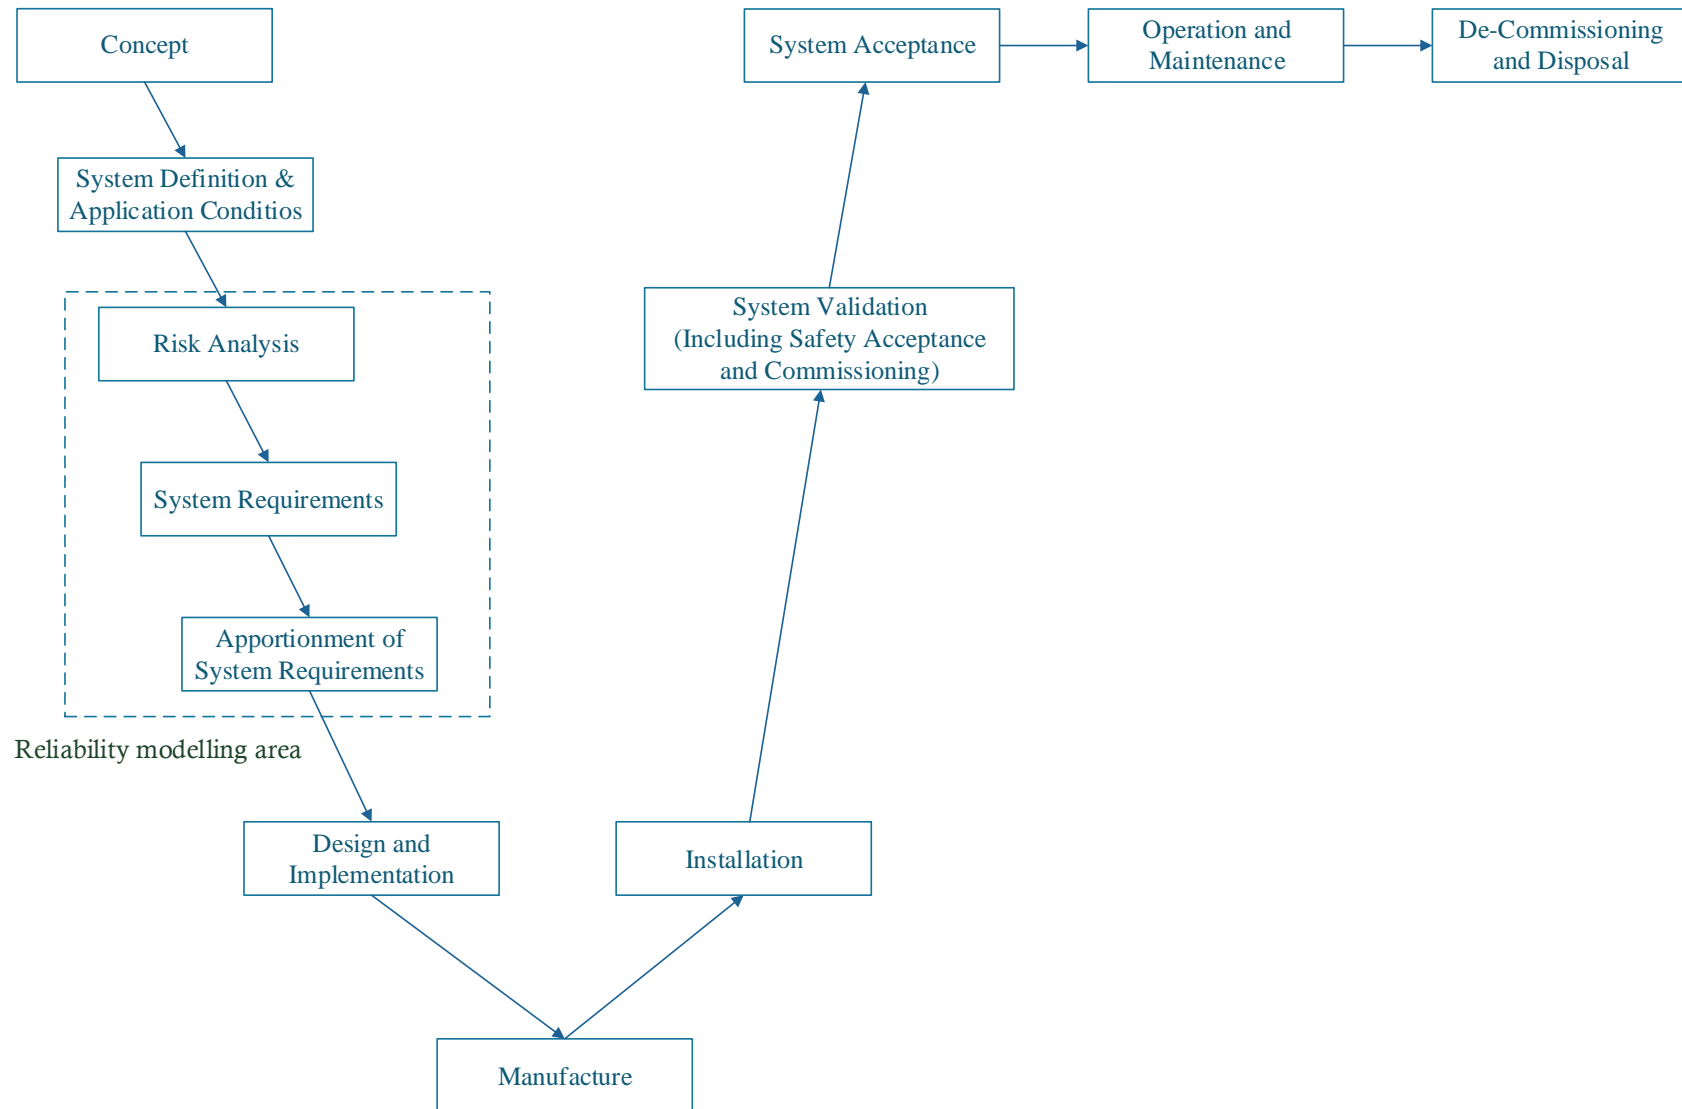 Concept
System Definition &
Application Conditios
Risk Analysis
System Requirements
Apportionment of
System Requirements
Reliability modelling area
Design and
Implementation
Manufacture
Installation
System Validation
(Including Safety Acceptance
and Commissioning)
System Acceptance
Operation and
Maintenance
De-Commissioning
and Disposal